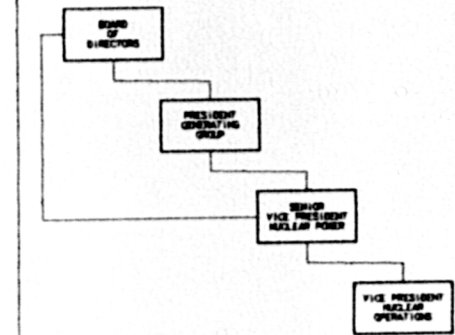 BOARD
OF
DIRECTORS
PRESIDENT
GENERATING
GROUP
SENIOR
VICE PRESIDENT
NUCLEAR POWER
VICE PRESIDENT
NUCLEAR
OPERATIONS